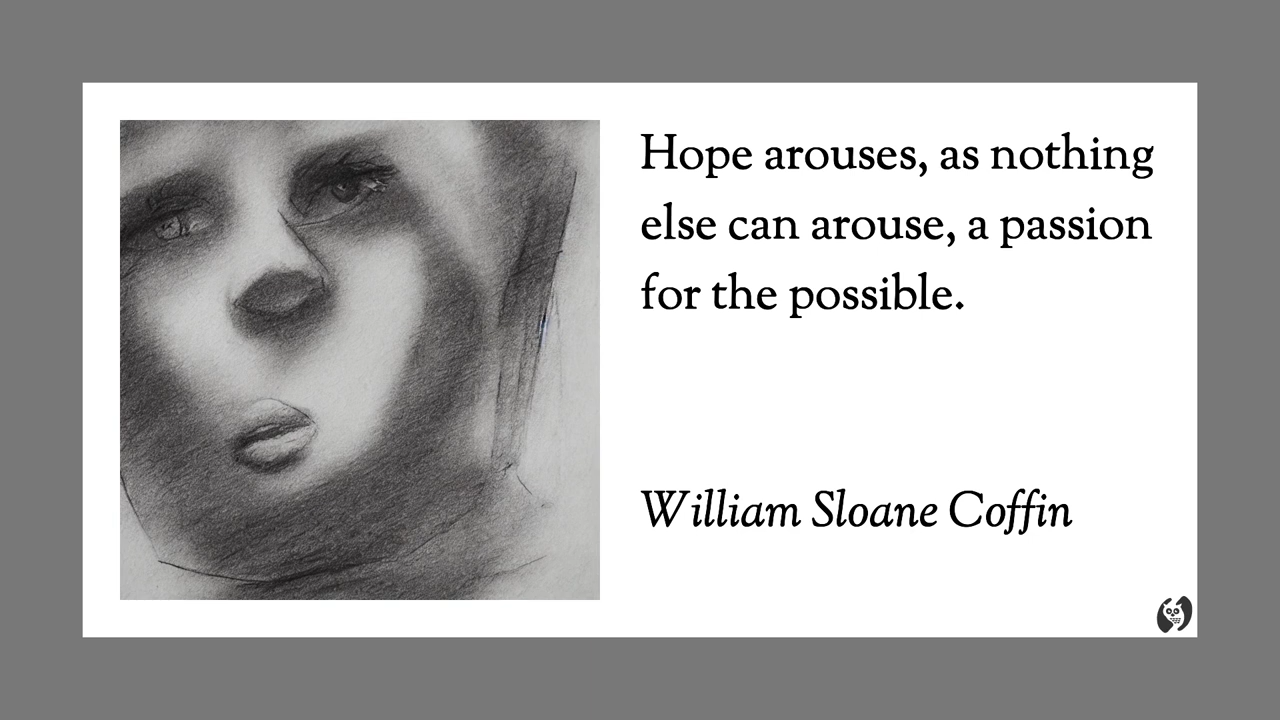 Hope arouses, as nothing
else can arouse, a passion
for the possible.
William Sloane Coffin